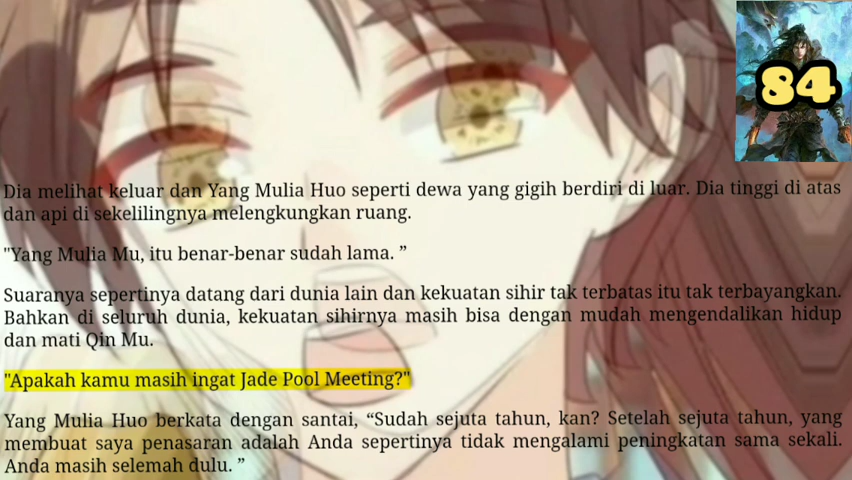 84
Dia melihat keluar dan Yang Mulia Huo seperti dewa yang gigih berdiri di luar. Dia tinggi di atas
dan api di sekelilingnya melengkungkan ruang.
"Yang Mulia Mu, itu benar-benar sudah lama. ”
Suaranya sepertinya datang dari dunia lain dan kekuatan sihir tak terbatas itu tak terbayangkan.
Bahkan di seluruh dunia, kekuatan sihirnya masih bisa dengan mudah mengendalikan hidup
dan mati Qin Mu.
"Apakah kamu masih ingat Jade Pool Meeting?"
Yang Mulia Huo berkata dengan santai, “Sudah sejuta tahun, kan? Setelah sejuta tahun, yang
membuat saya penasaran adalah Anda sepertinya tidak mengalami peningkatan sama sekali.
Anda masih selemah dulu. ”